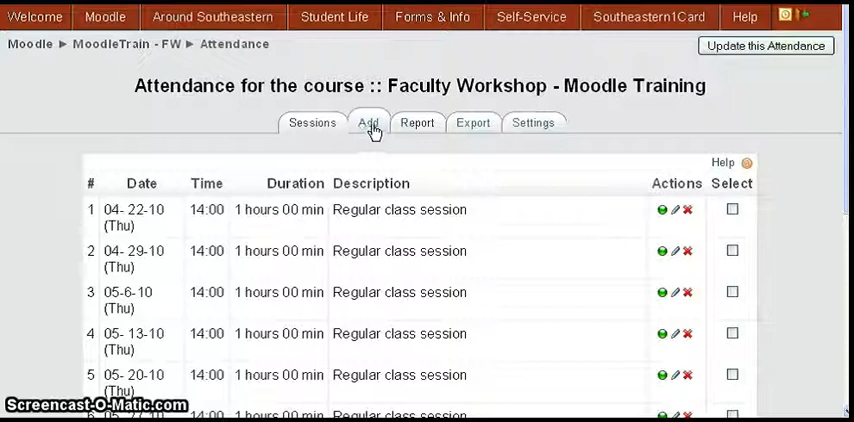 Welcome Moodle Around Southeastern Student Life Forms & Info Self-Service Southeastern1Card Help
Moodle ► MoodleTrain - FW ► Attendance
Update this Attendance
Attendance for the course :: Faculty Workshop - Moodle Training
Sessions Add Report Export Settings
Help
# Date Time Duration Description Actions Select
1 04- 22-10 14:00 1 hours 00 min Regular class session
(Thu)
2 04- 29-10 14:00 1 hours 00 min Regular class session
(Thu)
3 05-6-10 14:00 1 hours 00 min Regular class session
(Thu)
4 05- 13-10 14:00 1 hours 00 min Regular class session
(Thu)
5 05- 20-10 14:00 1 hours 00 min Regular class session
(Thu)
Screencast-O-Matic.com